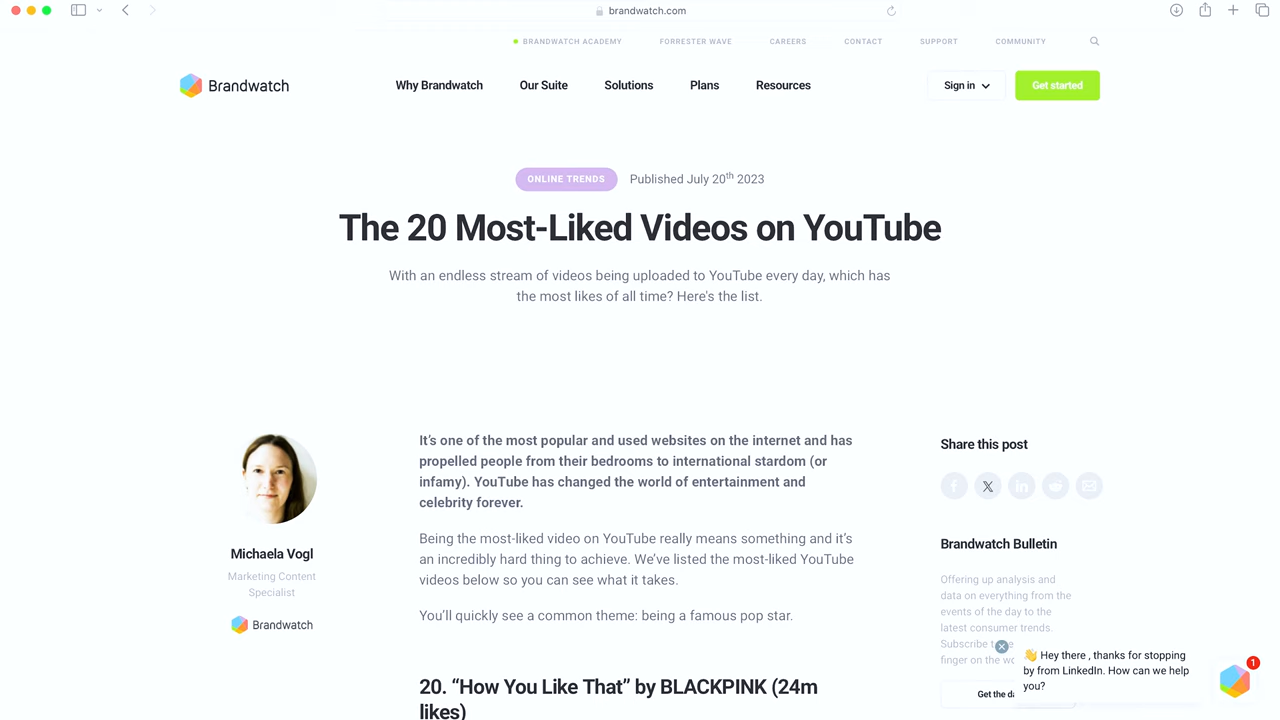 brandwatch.com
BRANDWATCH ACADEMY FORRESTER WAVE CAREERS CONTACT SUPPORT COMMUNITY
Brandwatch Why Brandwatch Our Suite Solutions Plans Resources Sign in Get started
ONLINE TRENDS Published July 20th 2023
The 20 Most-Liked Videos on YouTube
With an endless stream of videos being uploaded to YouTube every day, which has
the most likes of all time? Here's the list.
It's one of the most popular and used websites on the internet and has
propelled people from their bedrooms to international stardom (or
infamy). YouTube has changed the world of entertainment and
celebrity forever.
Being the most-liked video on YouTube really means something and it's
an incredibly hard thing to achieve. We've listed the most-liked YouTube
videos below so you can see what it takes.
You'll quickly see a common theme: being a famous pop star.
20. “How You Like That” by BLACKPINK (24m
likes)
Michaela Vogl
Marketing Content
Specialist
Brandwatch
Share this post
Brandwatch Bulletin
Offering up analysis and
data on everything from the
events of the day to the
latest consumer trends.
Subscribe
finger on the
Get the
👋 Hey there , thanks for stopping
by from LinkedIn. How can we help
you?
1